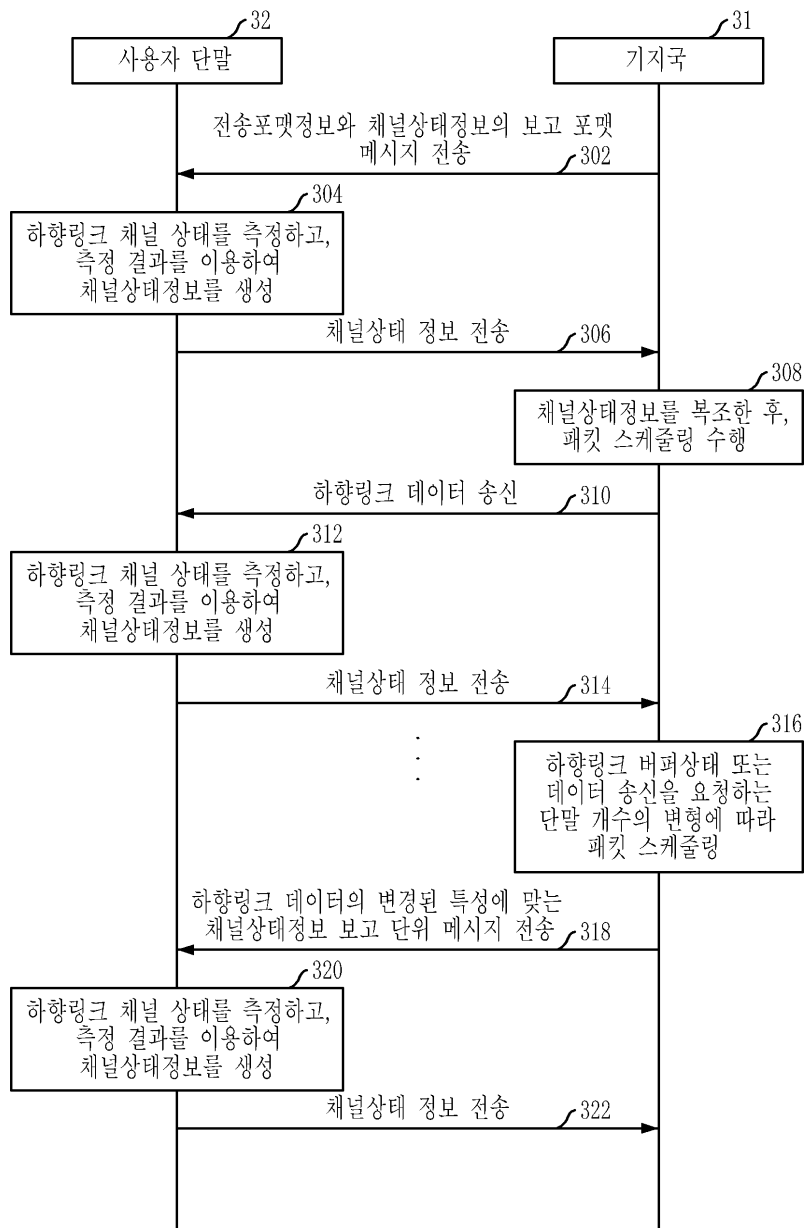 32
사용자 단말
31
기지국
전송포맷정보와 채널상태정보의 보고 포맷
메시지 전송
302
304
하향링크 채널 상태를 측정하고,
측정 결과를 이용하여
채널상태정보를 생성
채널상태 정보 전송
306
308
채널상태정보를 복조한 후,
패킷 스케줄링 수행
하향링크 데이터 송신
310
312
하향링크 채널 상태를 측정하고,
측정 결과를 이용하여
채널상태정보를 생성
채널상태 정보 전송
314
316
하향링크 버퍼상태 또는
데이터 송신을 요청하는
단말 개수의 변형에 따라
패킷 스케줄링
하향링크 데이터의 변경된 특성에 맞는
채널상태정보 보고 단위 메시지 전송
318
320
하향링크 채널 상태를 측정하고,
측정 결과를 이용하여
채널상태정보를 생성
채널상태 정보 전송
322